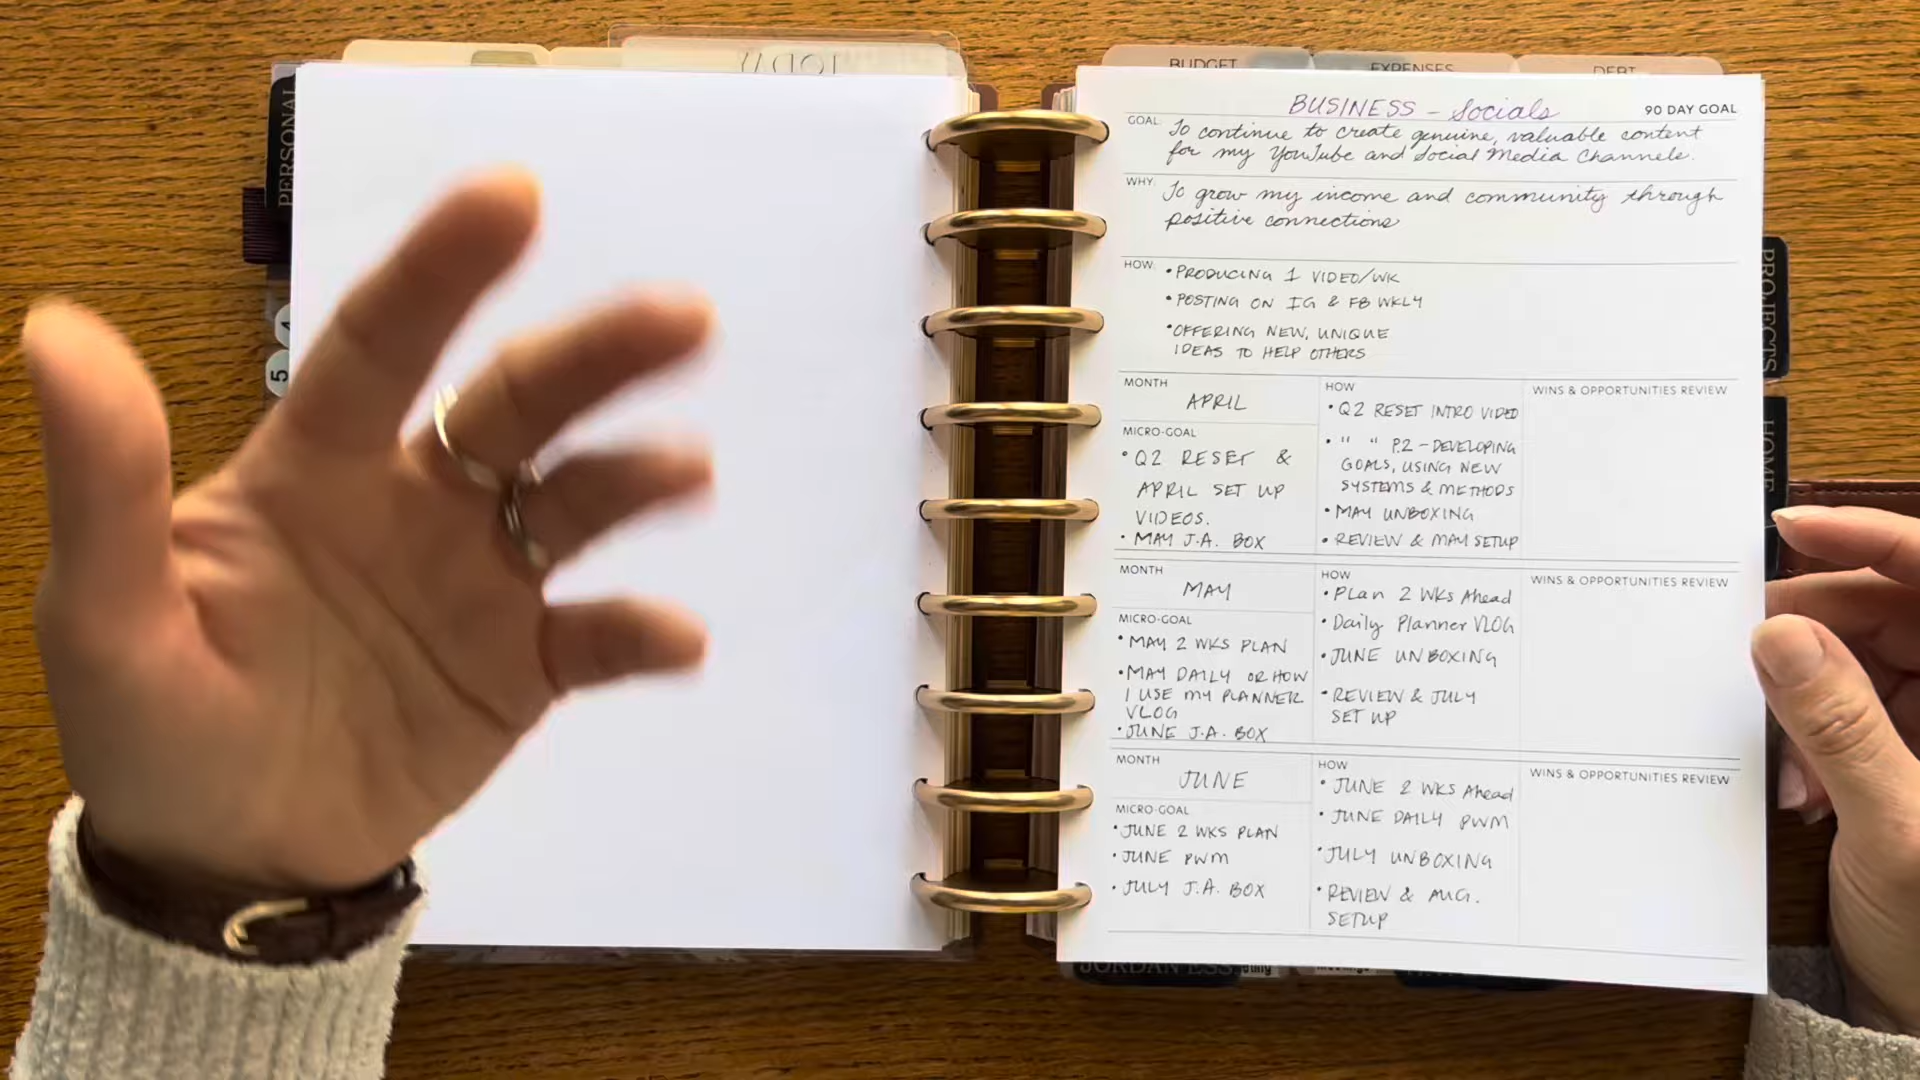 TODAY
PERSONAL
4
5
BUDGET
EXPENSES
DEBT
BUSINESS - Socials
90 DAY GOAL
GOAL: To continue to create genuine, valuable content
for my YouTube and Social Media Channels.
WHY: To grow my income and community through
positive connections
HOW: • PRODUCING 1 VIDEO/WK
• POSTING ON IG & FB WKLY
• OFFERING NEW, UNIQUE
IDEAS TO HELP OTHERS
MONTH
APRIL
MICRO-GOAL
• Q2 RESET &
APRIL SET UP
VIDEOS.
• MAY J.A. BOX
HOW
• Q2 RESET INTRO VIDEO
• " " P.2 - DEVELOPING
GOALS, USING NEW
SYSTEMS & METHODS
• MAY UNBOXING
• REVIEW & MAY SETUP
WINS & OPPORTUNITIES REVIEW
MONTH
MAY
MICRO-GOAL
• MAY 2 WKS PLAN
• MAY DAILY OR HOW
I USE MY PLANNER
VLOG
• JUNE J.A. BOX
HOW
• Plan 2 WKs Ahead
• Daily Planner VLOG
• JUNE UNBOXING
• REVIEW & JULY
SET UP
WINS & OPPORTUNITIES REVIEW
MONTH
JUNE
MICRO-GOAL
• JUNE 2 WKS PLAN
• JUNE PWM
• JULY J.A. BOX
HOW
• JUNE 2 WKS Ahead
• JUNE DAILY PWM
• JULY UNBOXING
• REVIEW & AUG.
SETUP
WINS & OPPORTUNITIES REVIEW
PROJECTS
HOME
JORDAN ESS